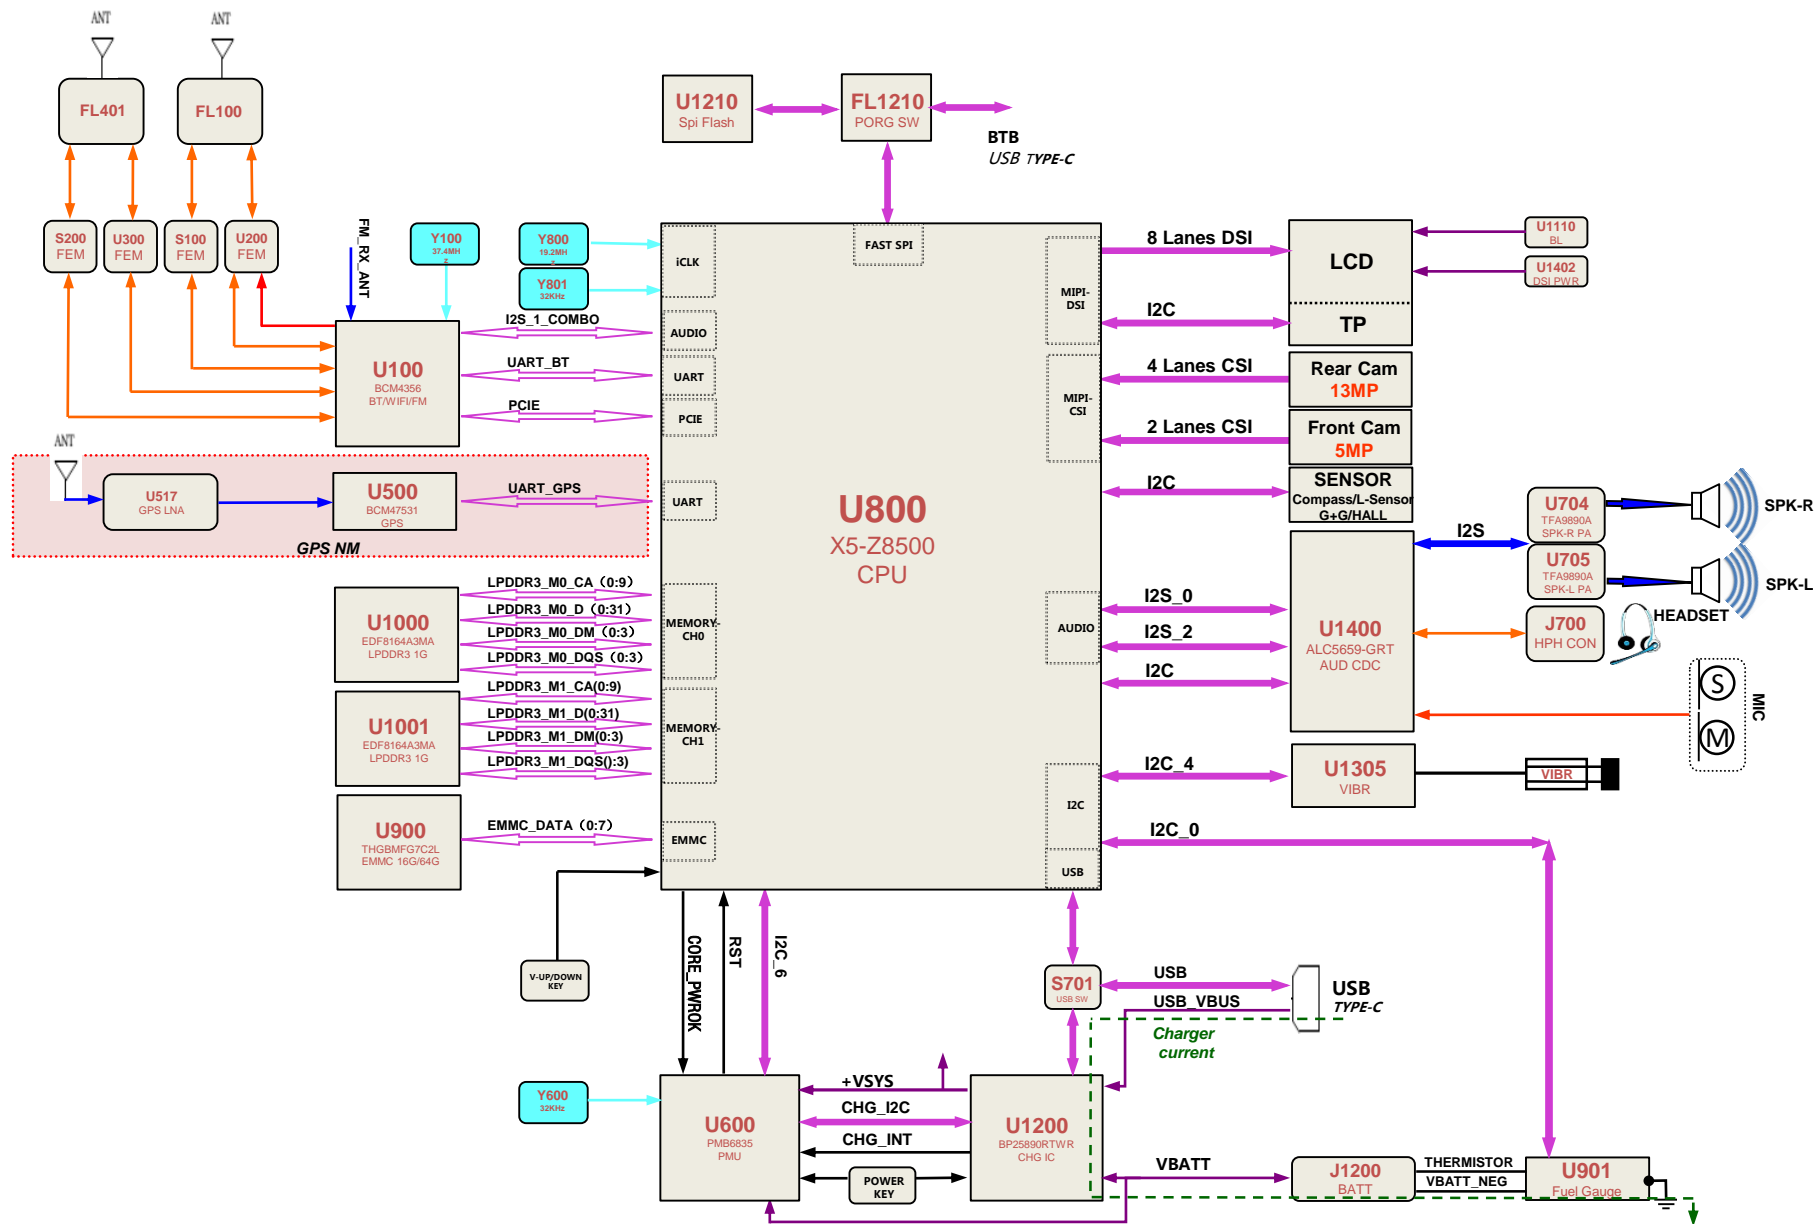 ANT
ANT
FL401
FL100
U1210
Spi Flash
FL1210
PORG SW
BTB
USB TYPE-C
S200
FEM
U300
FEM
S100
FEM
U200
FEM
FM_RX_ANT
Y100
37.4MH
z
Y800
19.2MH
Y801
32KHz
iCLK
FAST SPI
MIPI-
DSI
8 Lanes DSI
LCD
U1110
BL
U1402
DSI PWR
I2S_1_COMBO
AUDIO
I2C
TP
U100
BCM4356
BT/WIFI/FM
UART_BT
UART
PCIE
PCIE
MIPI-
CSI
4 Lanes CSI
Rear Cam
13MP
2 Lanes CSI
Front Cam
5MP
ANT
U517
GPS LNA
U500
BCM47531
GPS
UART_GPS
UART
GPS NM
U800
X5-Z8500
CPU
I2C
SENSOR
Compass/L-Sensor
G+G/HALL
I2S
U704
TFA9890A
SPK-R PA
SPK-R
U705
TFA9890A
SPK-L PA
SPK-L
U1000
EDF8164A3MA
LPDDR3 1G
LPDDR3_M0_CA（0:9）
LPDDR3_M0_D（0:31）
LPDDR3_M0_DM（0:3）
LPDDR3_M0_DQS（0:3）
MEMORY-
CH0
AUDIO
I2S_0
I2S_2
I2C
U1400
ALC5659-GRT
AUD CDC
J700
HPH CON
HEADSET
S
M
MIC
U1001
EDF8164A3MA
LPDDR3 1G
LPDDR3_M1_CA(0:9)
LPDDR3_M1_D(0:31)
LPDDR3_M1_DM(0:3)
LPDDR3_M1_DQS():3)
MEMORY-
CH1
I2C_4
U1305
VIBR
VIBR
I2C
U900
THGBMFG7C2L
EMMC 16G/64G
EMMC_DATA（0:7）
EMMC
I2C_0
USB
V-UP/DOWN
KEY
CORE_PWROK
RST
I2C_6
S701
USB SW
USB
USB_VBUS
USB
TYPE-C
Charger
current
Y600
32KHz
U600
PMB6835
PMU
+VSYS
CHG_I2C
CHG_INT
POWER
KEY
U1200
BP25890RTWR
CHG IC
VBATT
J1200
BATT
THERMISTOR
VBATT_NEG
U901
Fuel Gauge